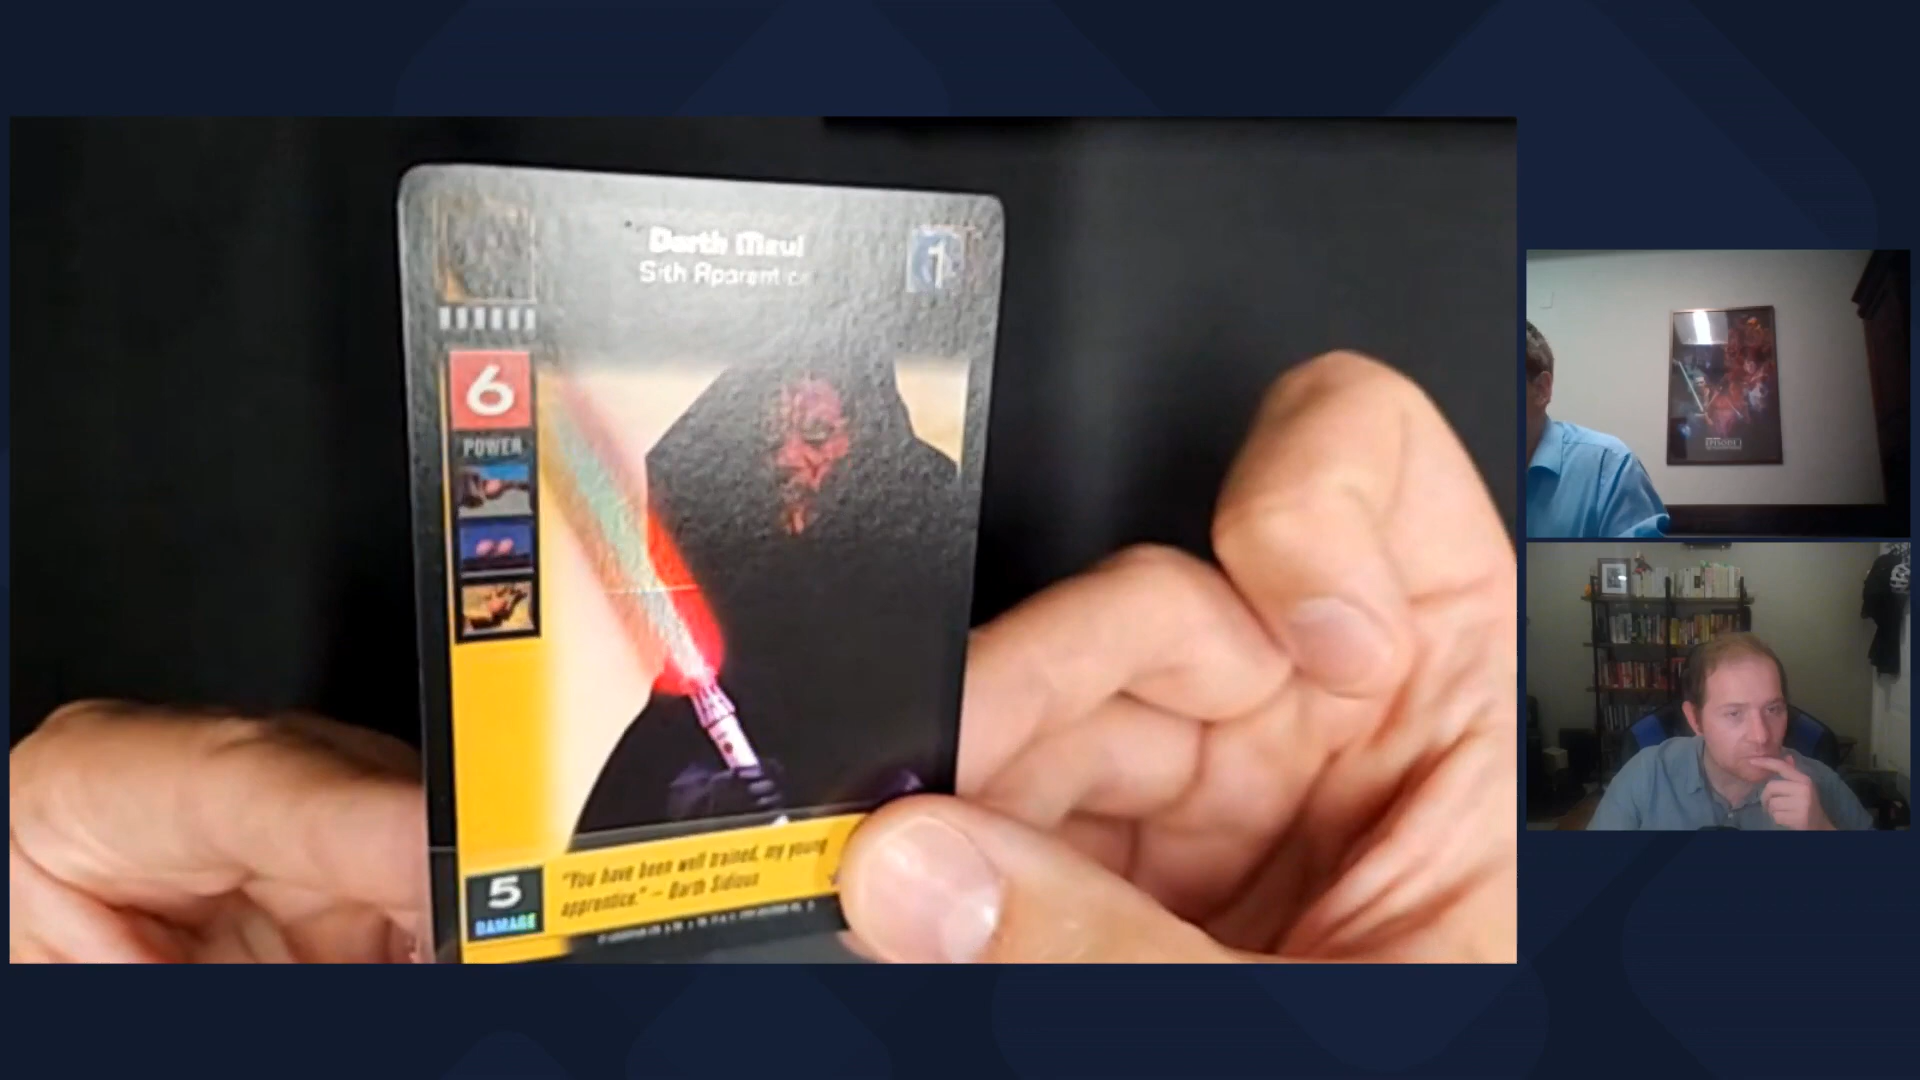 Darth Maul
Sith Apprentice
1
6
POWER
5
DAMAGE
"You have been well trained, my young
apprentice." – Darth Sidious
EPISODE I